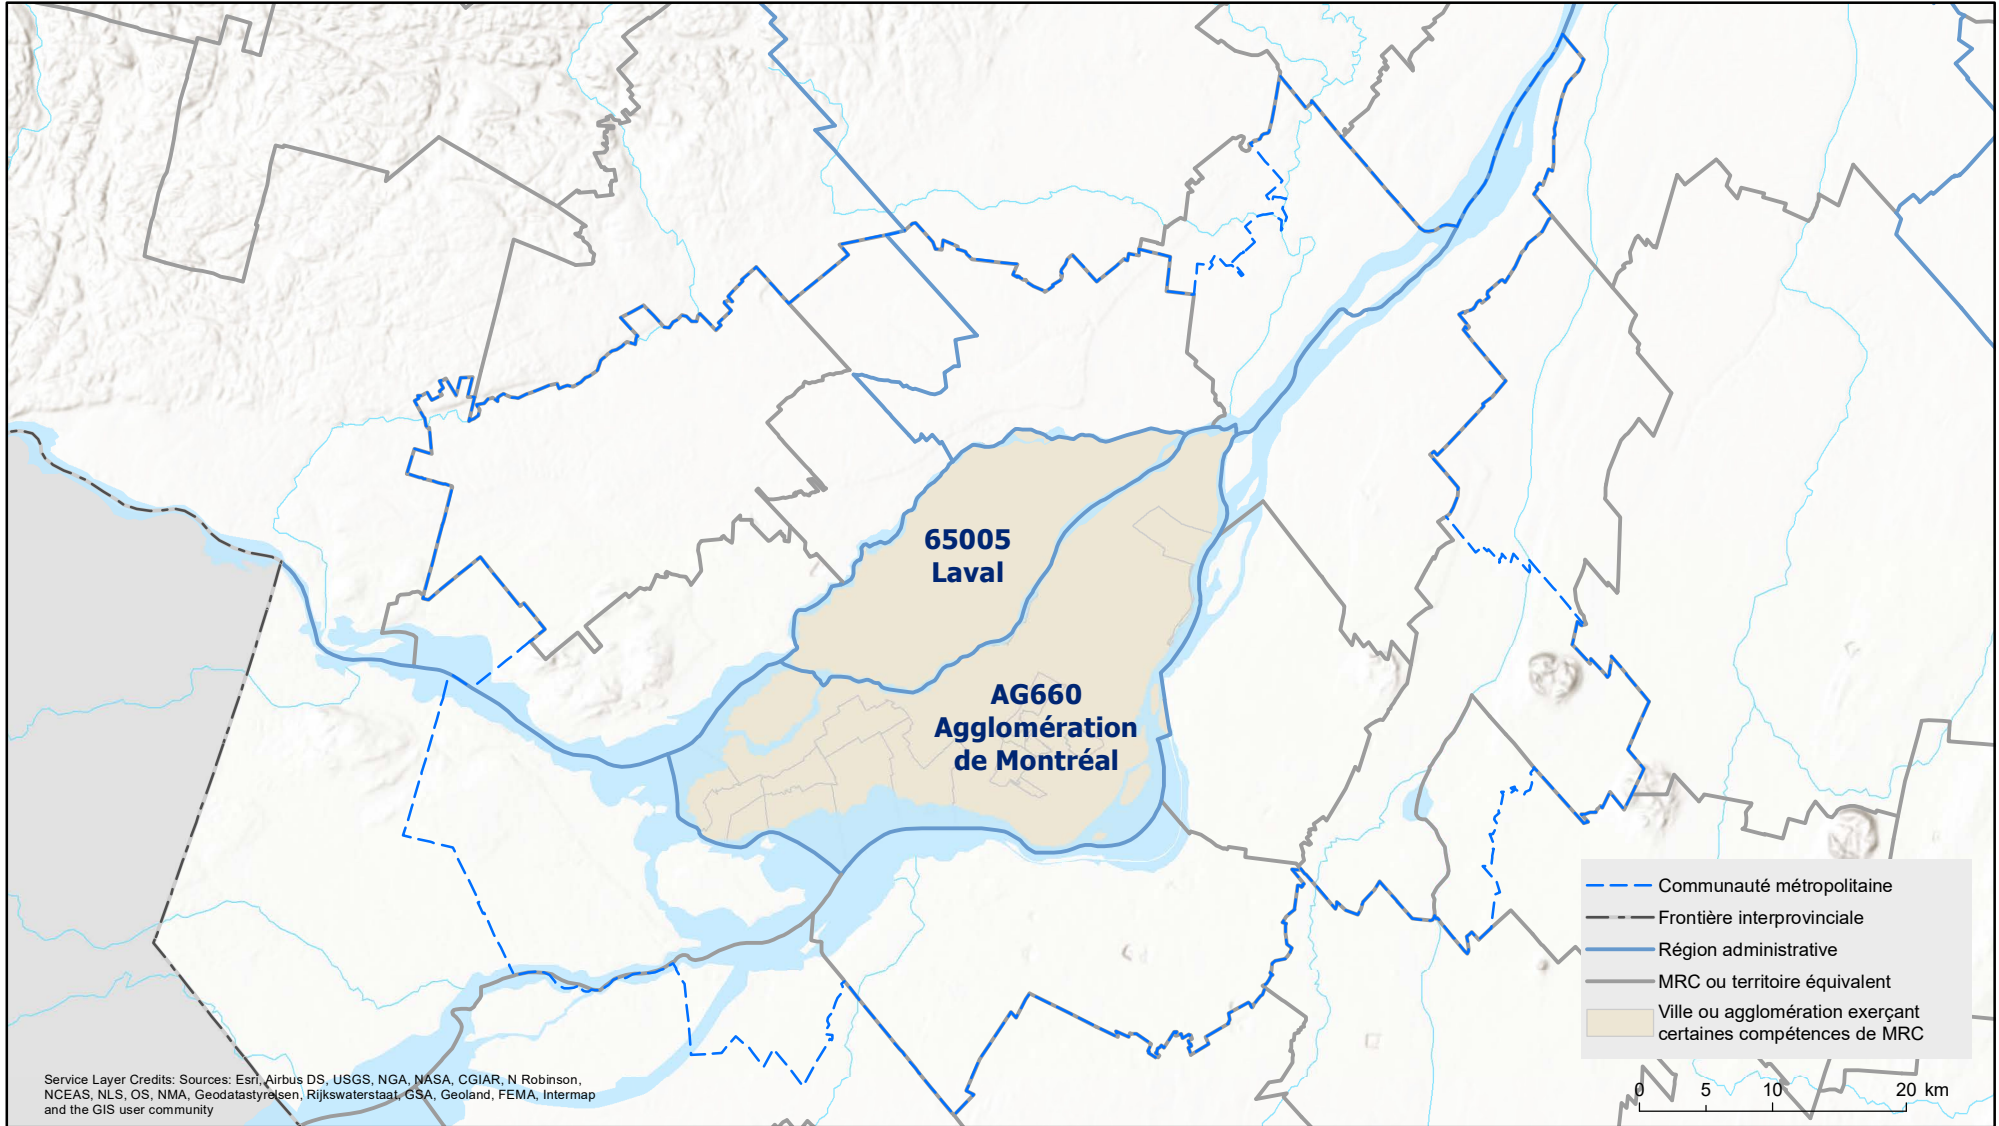 65005
Laval
AG660
Agglomération
de Montréal
Communauté métropolitaine
Frontière interprovinciale
Région administrative
MRC ou territoire équivalent
Ville ou agglomération exerçant
certaines compétences de MRC
0 5 10 20 km
Service Layer Credits: Sources: Esri, Airbus DS, USGS, NGA, NASA, CGIAR, N Robinson,
NCEAS, NLS, OS, NMA, Geodatastyrelsen, Rijkswaterstaat, GSA, Geoland, FEMA, Intermap
and the GIS user community